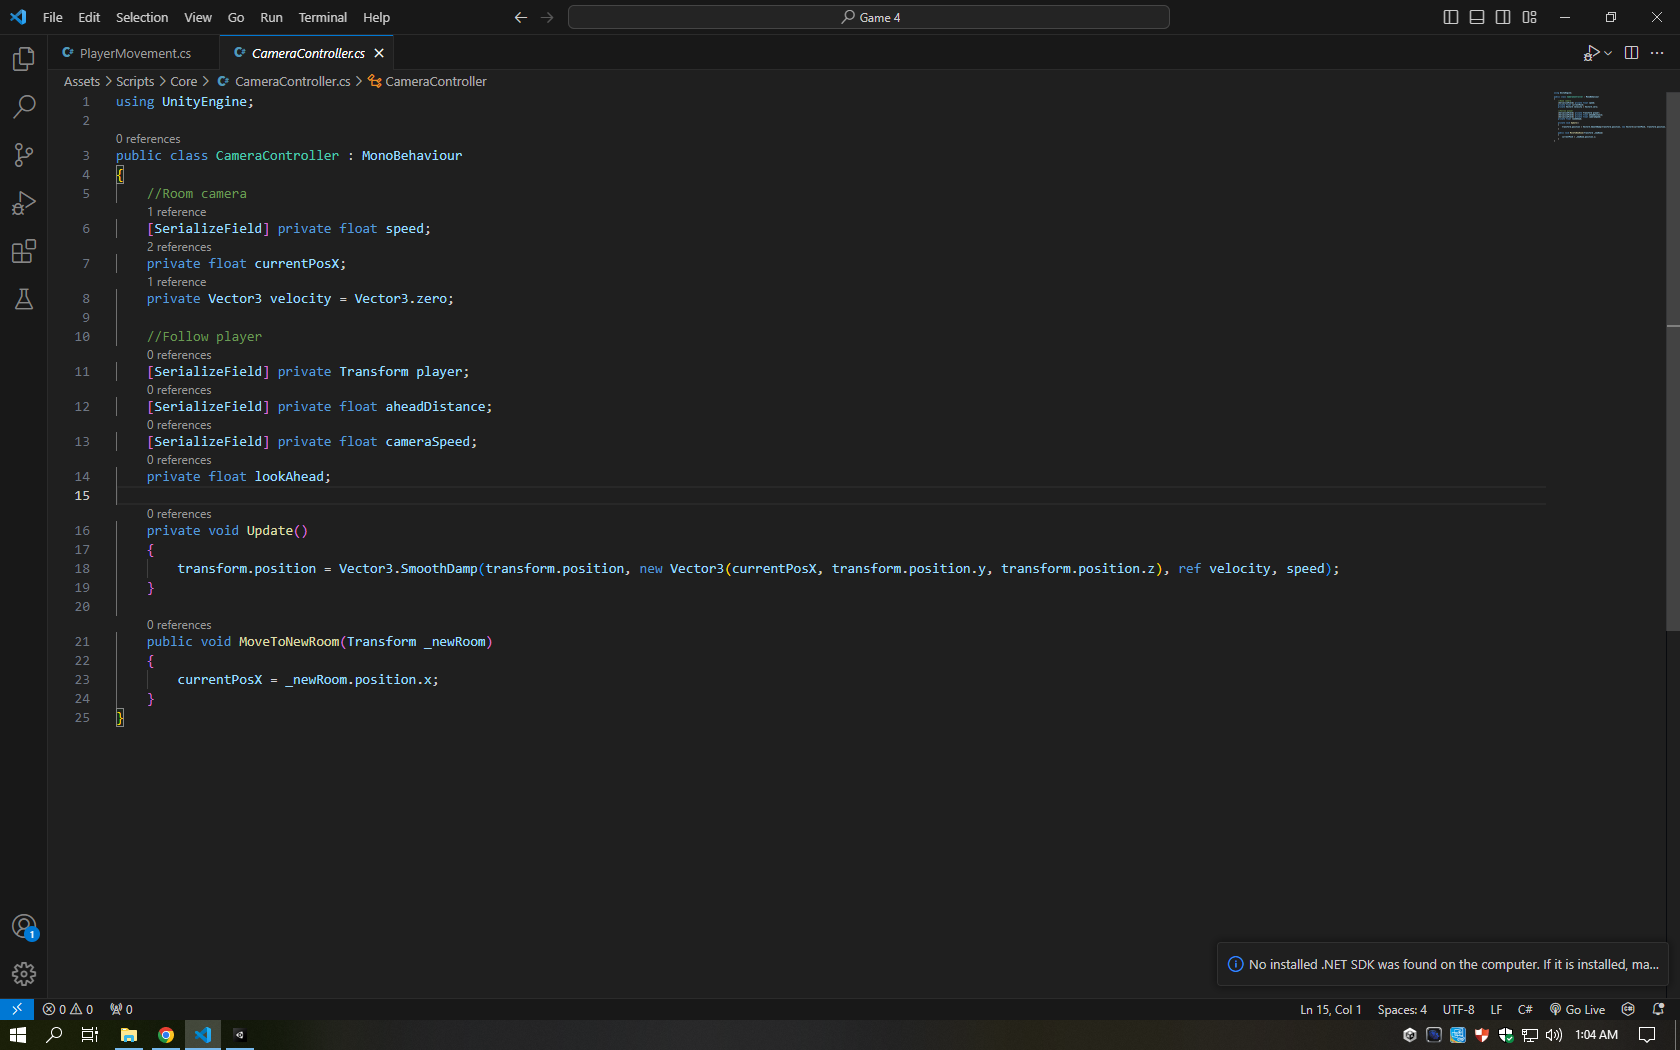 File Edit Selection View Go Run Terminal Help
Game 4
PlayerMovement.cs
CameraController.cs
Assets > Scripts > Core > CameraController.cs > CameraController
1 using UnityEngine;
2
0 references
3 public class CameraController : MonoBehaviour
4 {
5 //Room camera
1 reference
6 [SerializeField] private float speed;
2 references
7 private float currentPosX;
1 reference
8 private Vector3 velocity = Vector3.zero;
9
10 //Follow player
0 references
11 [SerializeField] private Transform player;
0 references
12 [SerializeField] private float aheadDistance;
0 references
13 [SerializeField] private float cameraSpeed;
0 references
14 private float lookAhead;
15
0 references
16 private void Update()
17 {
18 transform.position = Vector3.SmoothDamp(transform.position, new Vector3(currentPosX, transform.position.y, transform.position.z), ref velocity, speed);
19 }
20
0 references
21 public void MoveToNewRoom(Transform _newRoom)
22 {
23 currentPosX = _newRoom.position.x;
24 }
25 }
1
No installed .NET SDK was found on the computer. If it is installed, ma...
0 0 0
Ln 15, Col 1 Spaces: 4 UTF-8 LF C# Go Live
1:04 AM